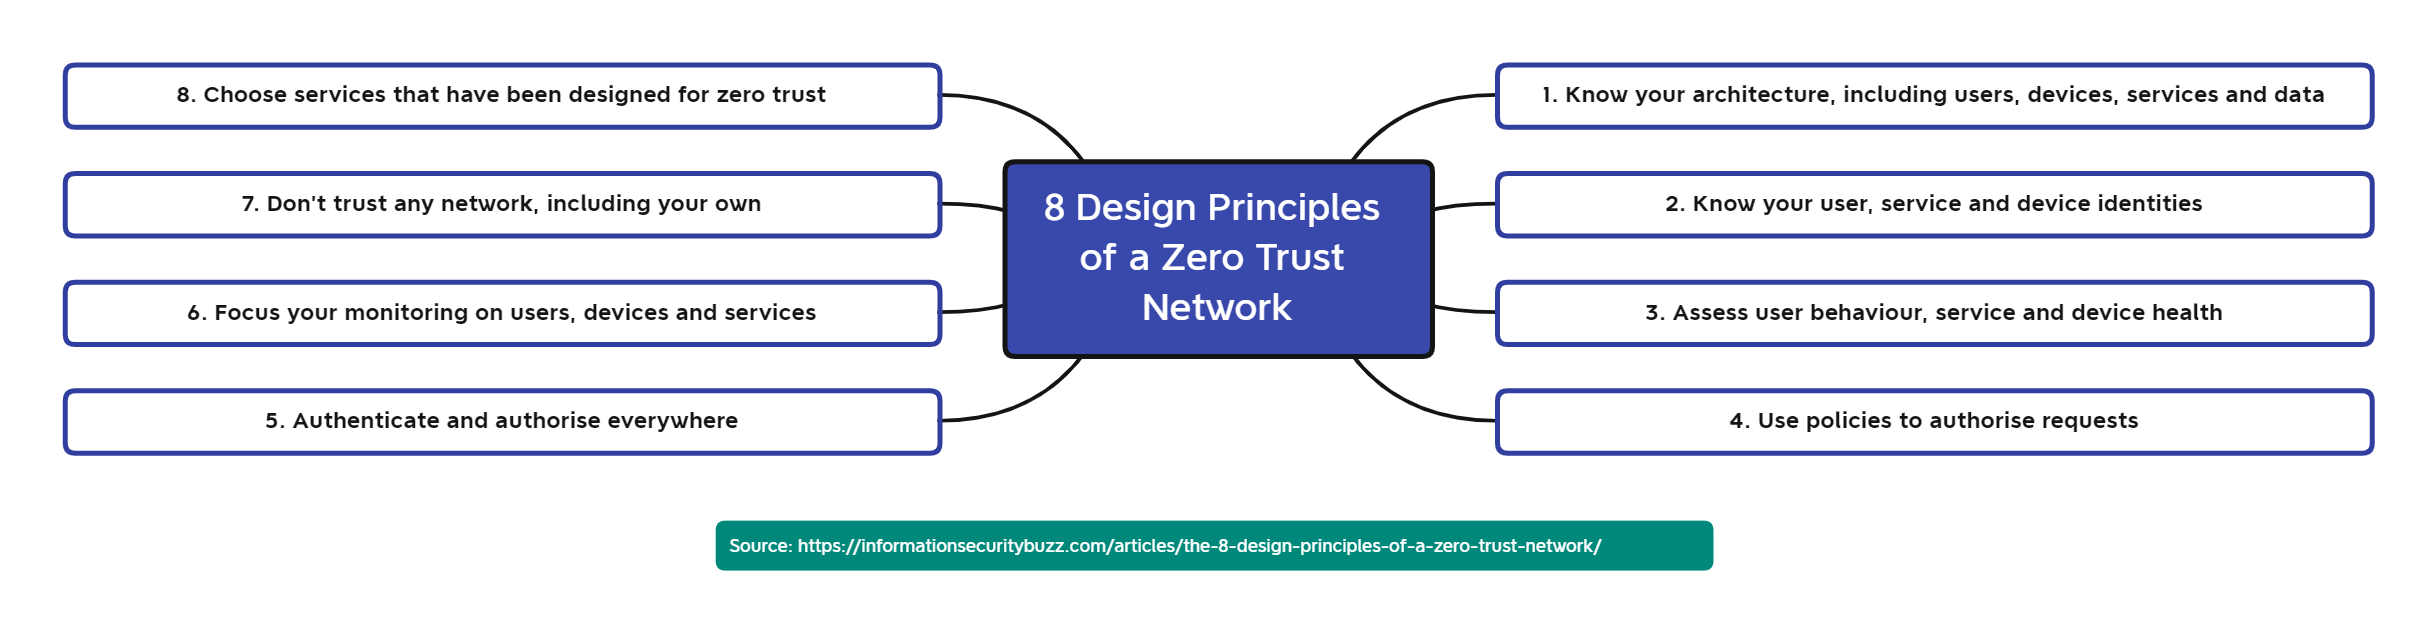 8. Choose services that have been designed for zero trust
1. Know your architecture, including users, devices, services and data
7. Don't trust any network, including your own
8 Design Principles
of a Zero Trust
Network
2. Know your user, service and device identities
6. Focus your monitoring on users, devices and services
3. Assess user behaviour, service and device health
5. Authenticate and authorise everywhere
4. Use policies to authorise requests
Source: https://informationsecuritybuzz.com/articles/the-8-design-principles-of-a-zero-trust-network/